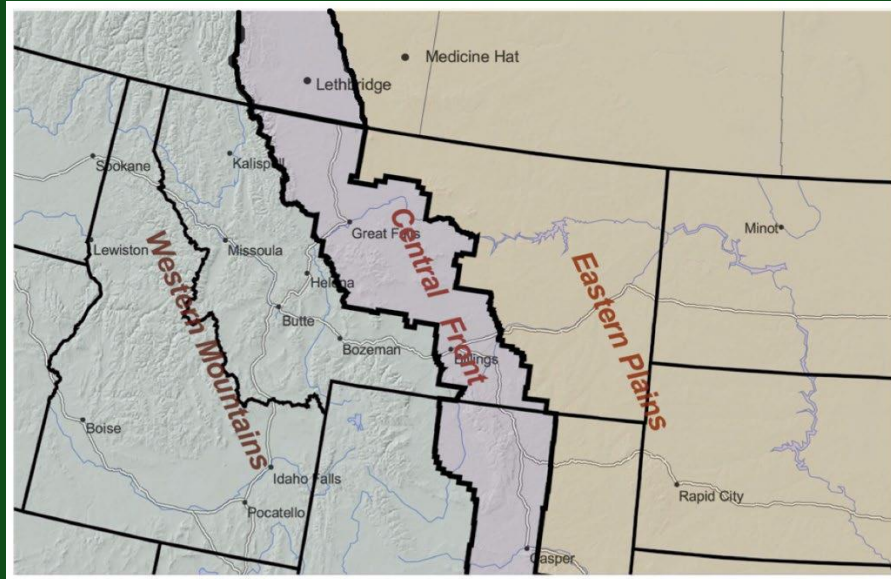 Medicine Hat
Lethbridge
Kalispell
Spokane
Great Falls
Minot
Lewiston
Missoula
Helena
Butte
Bozeman
Billings
Boise
Idaho Falls
Pocatello
Rapid City
Casper
Western Mountains
Central Front
Eastern Plains